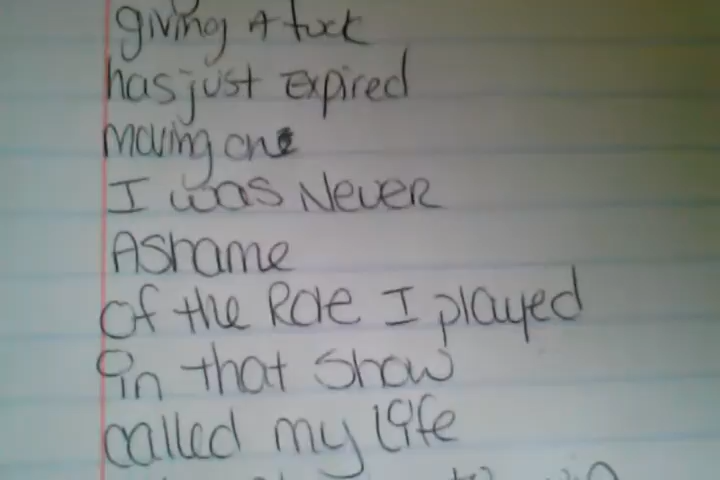 giving A fuck
has just Expired
moving on
I was Never
Ashame
Of the Role I played
in that show
called my life